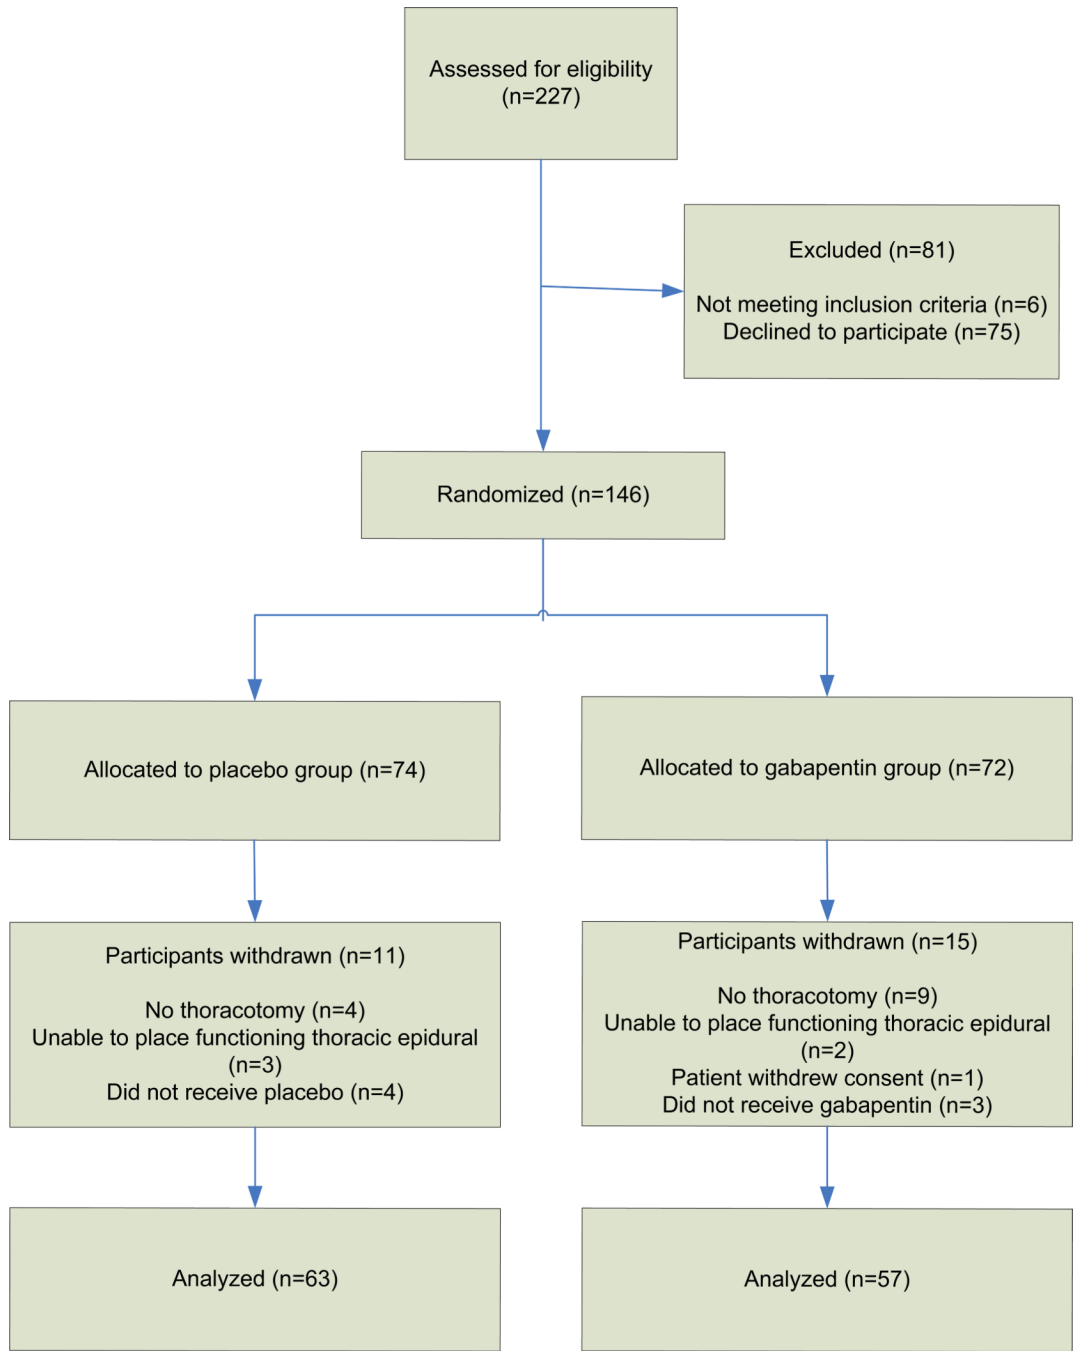 Assessed for eligibility
(n=227)
Excluded (n=81)
Not meeting inclusion criteria (n=6)
Declined to participate (n=75)
Randomized (n=146)
Allocated to placebo group (n=74)
Allocated to gabapentin group (n=72)
Participants withdrawn (n=11)
No thoracotomy (n=4)
Unable to place functioning thoracic epidural
(n=3)
Did not receive placebo (n=4)
Participants withdrawn (n=15)
No thoracotomy (n=9)
Unable to place functioning thoracic epidural
(n=2)
Patient withdrew consent (n=1)
Did not receive gabapentin (n=3)
Analyzed (n=63)
Analyzed (n=57)